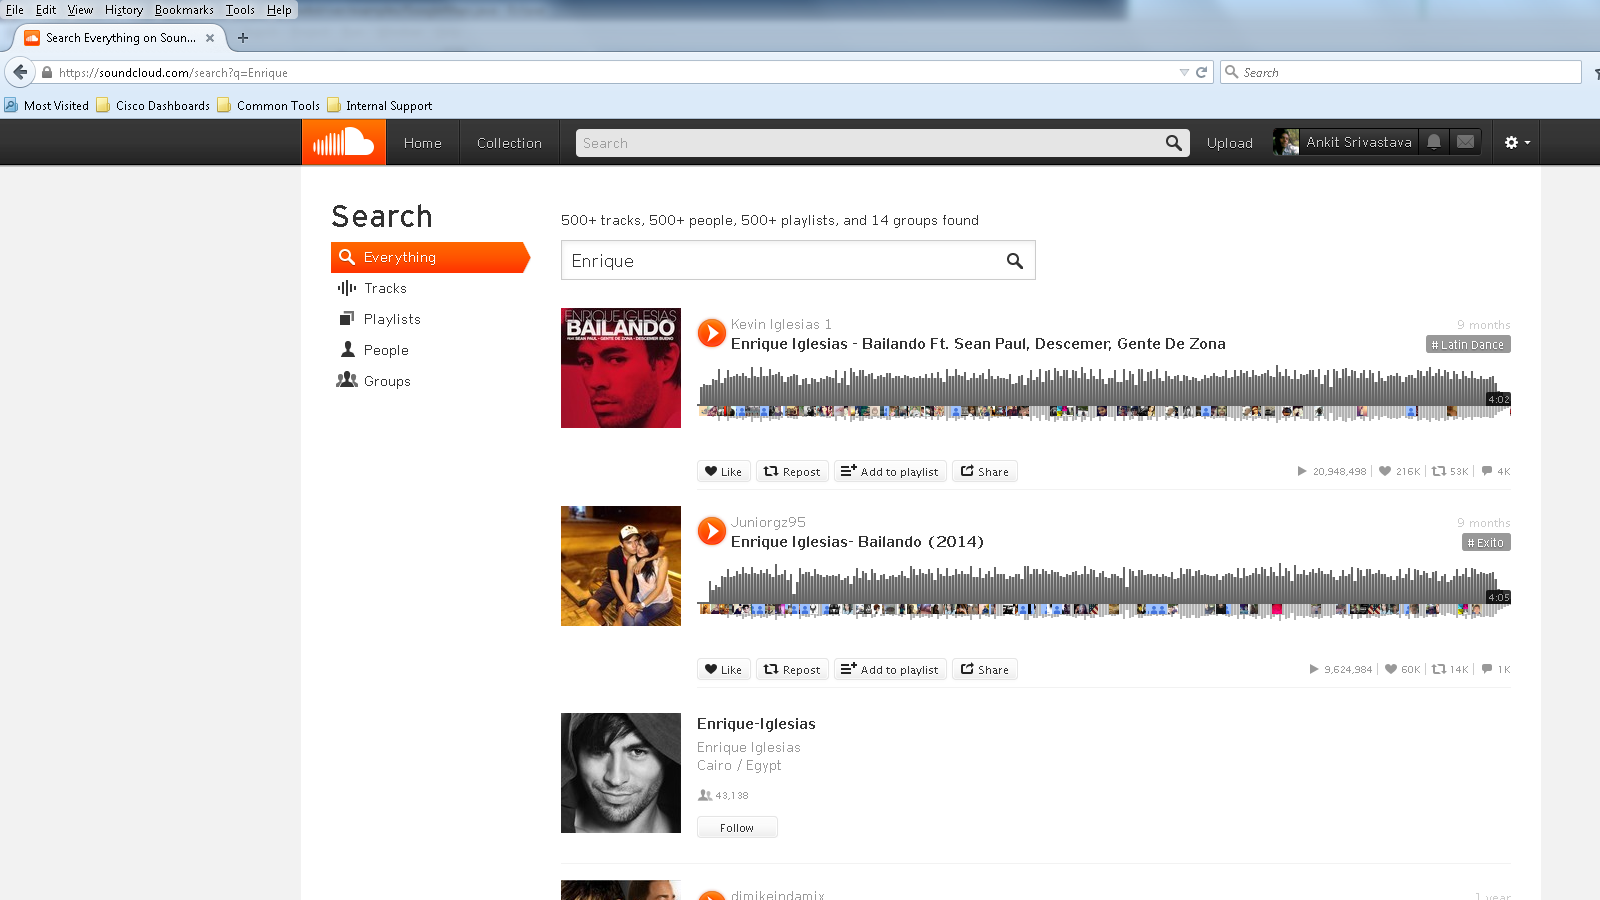 File Edit View History Bookmarks Tools Help
Search Everything on Soun...
https://soundcloud.com/search?q=Enrique
Search
Most Visited Cisco Dashboards Common Tools Internal Support
Home Collection Search Upload Ankit Srivastava
Search
500+ tracks, 500+ people, 500+ playlists, and 14 groups found
Everything
Enrique
Tracks
Playlists
People
Groups
ENRIQUE IGLESIAS
BAILANDO
Kevin Iglesias 1
9 months
Enrique Iglesias - Bailando Ft. Sean Paul, Descemer, Gente De Zona
# Latin Dance
4:02
Like Repost Add to playlist Share
20,948,498 216K 53K 4K
Juniorgz95
9 months
Enrique Iglesias- Bailando (2014)
# Exito
4:05
Like Repost Add to playlist Share
9,624,984 60K 14K 1K
Enrique-Iglesias
Enrique Iglesias
Cairo / Egypt
43,138
Follow
dimikeindamix
1 year